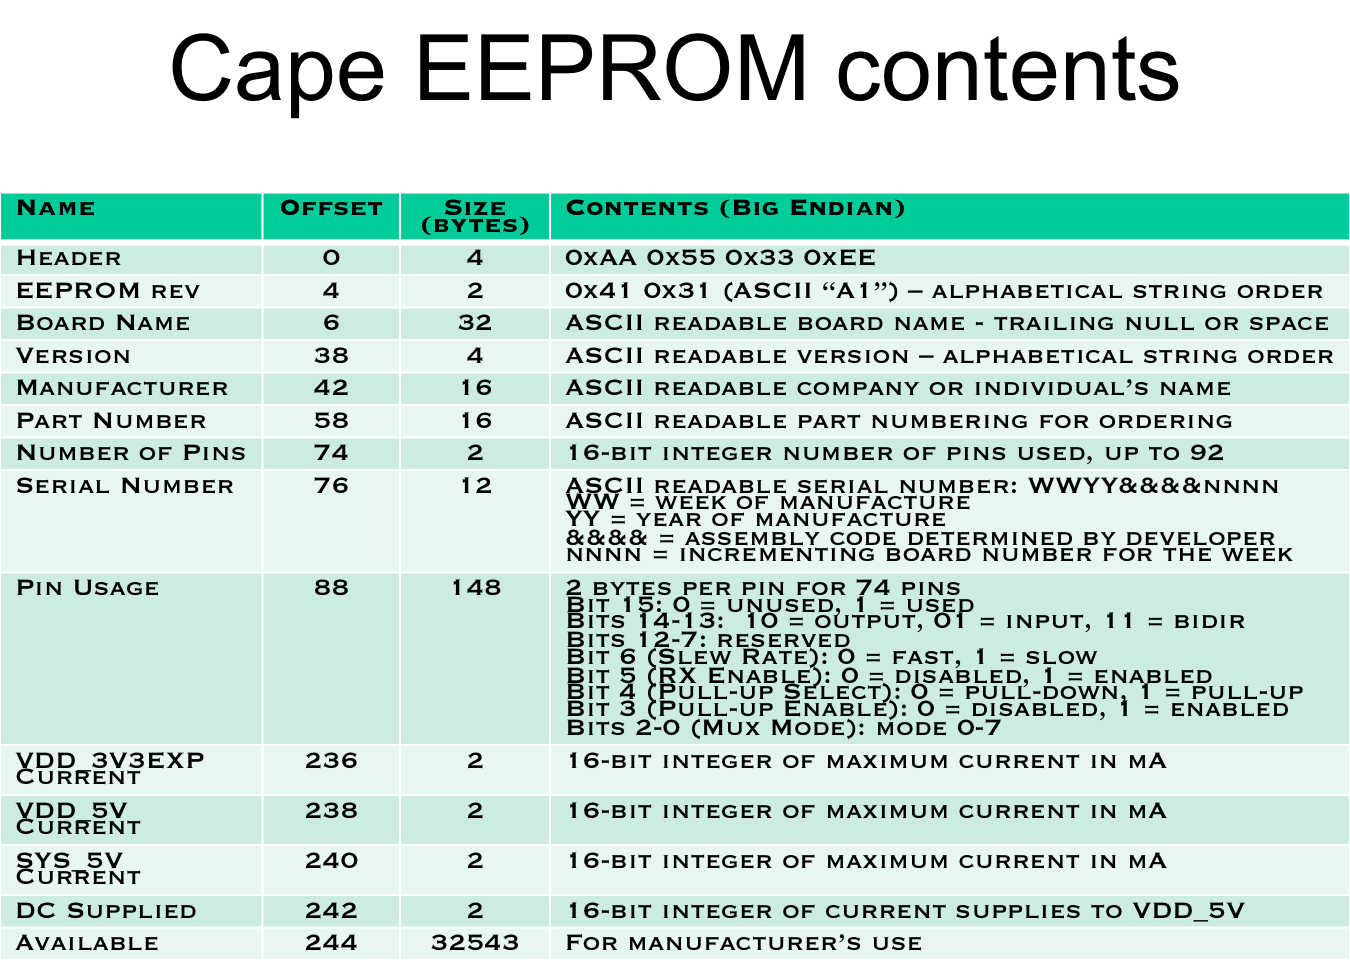 Cape EEPROM contents
Name Offset Size (bytes) Contents (Big Endian)
Header 0 4 0xAA 0x55 0x33 0xEE
EEPROM rev 4 2 0x41 0x31 (ASCII “A1”) – alphabetical string order
Board Name 6 32 ASCII readable board name - trailing null or space
Version 38 4 ASCII readable version – alphabetical string order
Manufacturer 42 16 ASCII readable company or individual’s name
Part Number 58 16 ASCII readable part numbering for ordering
Number of Pins 74 2 16-bit integer number of pins used, up to 92
Serial Number 76 12 ASCII readable serial number: WWYY&&&&nnnn
WW = week of manufacture
YY = year of manufacture
&&&& = assembly code determined by developer
nnnn = incrementing board number for the week
Pin Usage 88 148 2 bytes per pin for 74 pins
Bit 15: 0 = unused, 1 = used
Bits 14-13:  10 = output, 01 = input, 11 = bidir
Bits 12-7: reserved
Bit 6 (Slew Rate): 0 = fast, 1 = slow
Bit 5 (RX Enable): 0 = disabled, 1 = enabled
Bit 4 (Pull-up Select): 0 = pull-down, 1 = pull-up
Bit 3 (Pull-up Enable): 0 = disabled, 1 = enabled
Bits 2-0 (Mux Mode): mode 0-7
VDD_3V3EXP Current 236 2 16-bit integer of maximum current in mA
VDD_5V Current 238 2 16-bit integer of maximum current in mA
SYS_5V Current 240 2 16-bit integer of maximum current in mA
DC Supplied 242 2 16-bit integer of current supplies to VDD_5V
Available 244 32543 For manufacturer’s use